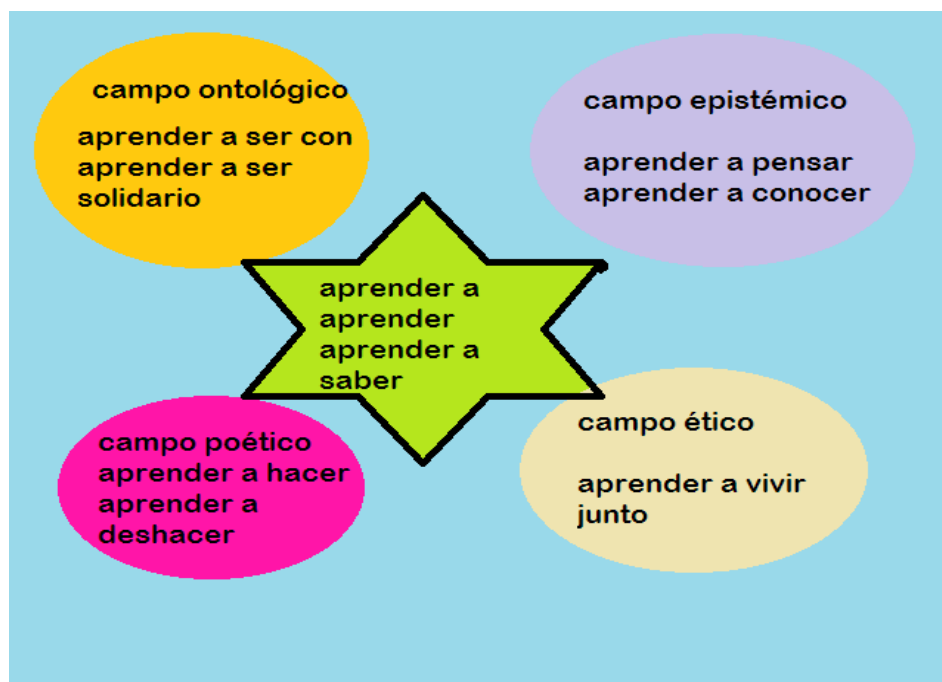 campo ontológico
aprender a ser con
aprender a ser
solidario
campo epistémico
aprender a pensar
aprender a conocer
aprender a
aprender
aprender a
saber
campo poético
aprender a hacer
aprender a
deshacer
campo ético
aprender a vivir
junto